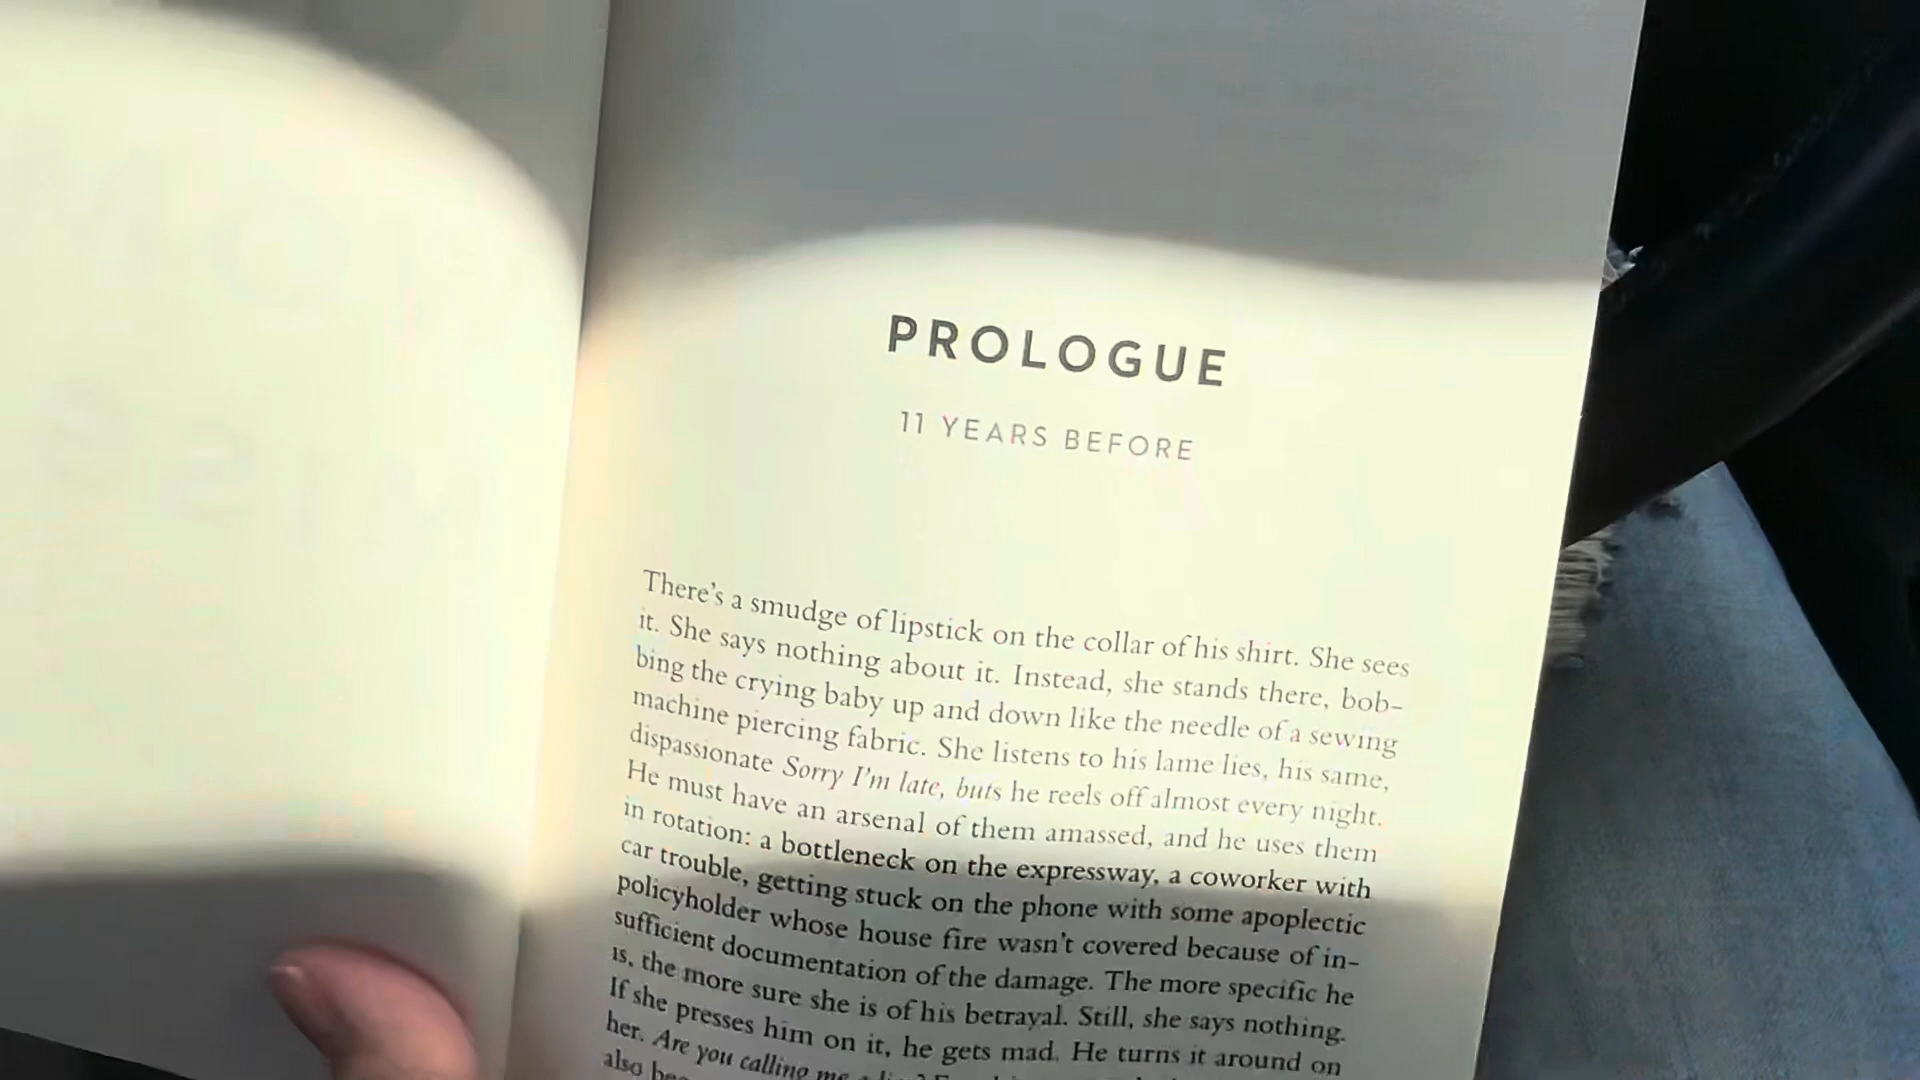 PROLOGUE
11 YEARS BEFORE
There's a smudge of lipstick on the collar of his shirt. She sees
it. She says nothing about it. Instead, she stands there, bob-
bing the crying baby up and down like the needle of a sewing
machine piercing fabric. She listens to his lame lies, his same,
dispassionate Sorry I'm late, buts he reels off almost every night.
He must have an arsenal of them amassed, and he uses them
in rotation: a bottleneck on the expressway, a coworker with
car trouble, getting stuck on the phone with some apoplectic
policyholder whose house fire wasn't covered because of in-
sufficient documentation of the damage. The more specific he
is, the more sure she is of his betrayal. Still, she says nothing.
If she presses him on it, he gets mad. He turns it around on
her. Are you calling me a
also